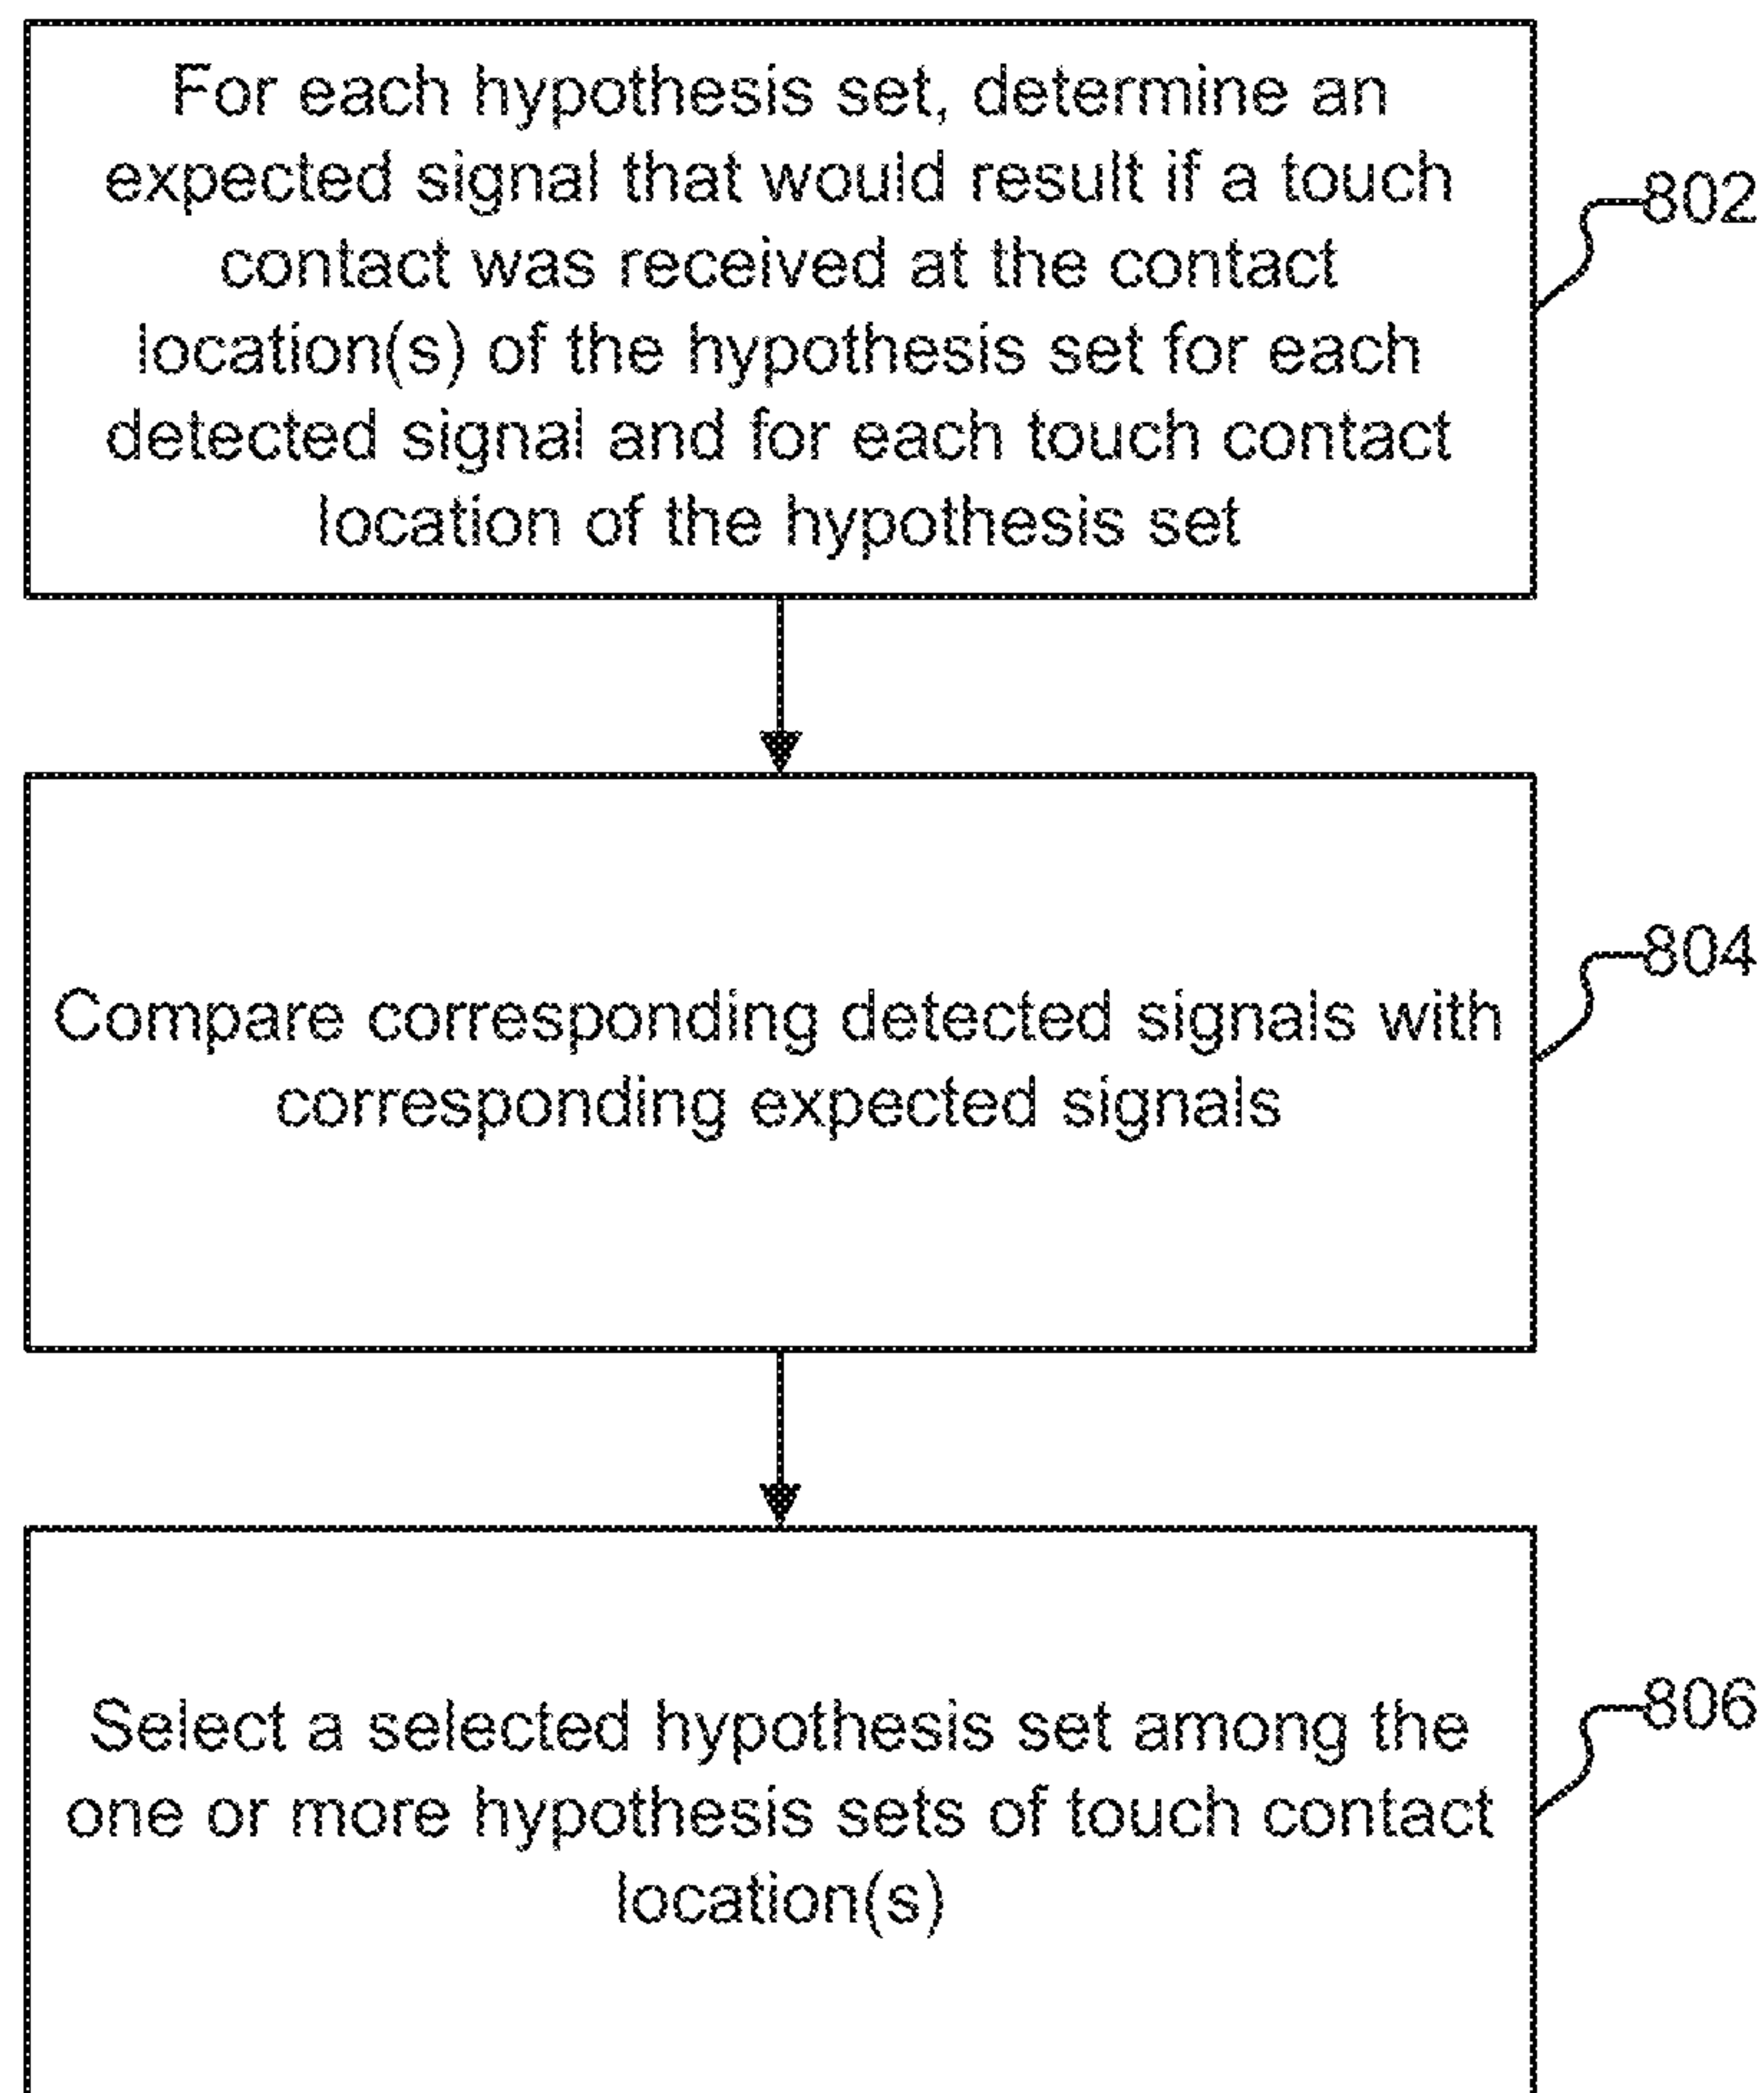 For each hypothesis set, determine an
expected signal that would result if a touch
contact was received at the contact
location(s) of the hypothesis set for each
detected signal and for each touch contact
location of the hypothesis set
802
Compare corresponding detected signals with
corresponding expected signals
804
Select a selected hypothesis set among the
one or more hypothesis sets of touch contact
location(s)
806